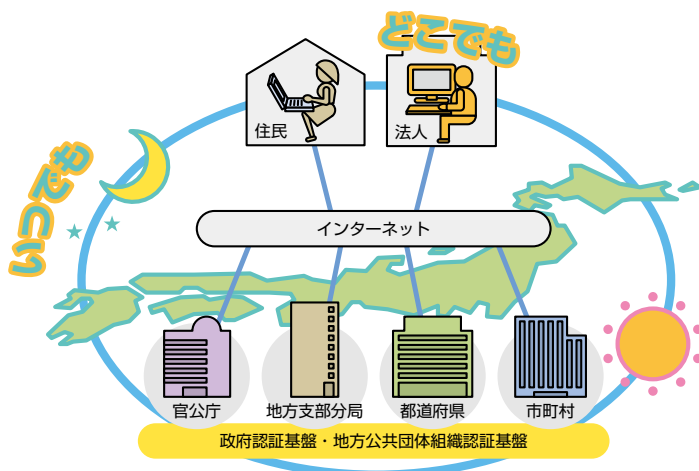 どこでも
いつでも
住民
法人
インターネット
官公庁
地方支部分局
都道府県
市町村
政府認証基盤・地方公共団体組織認証基盤